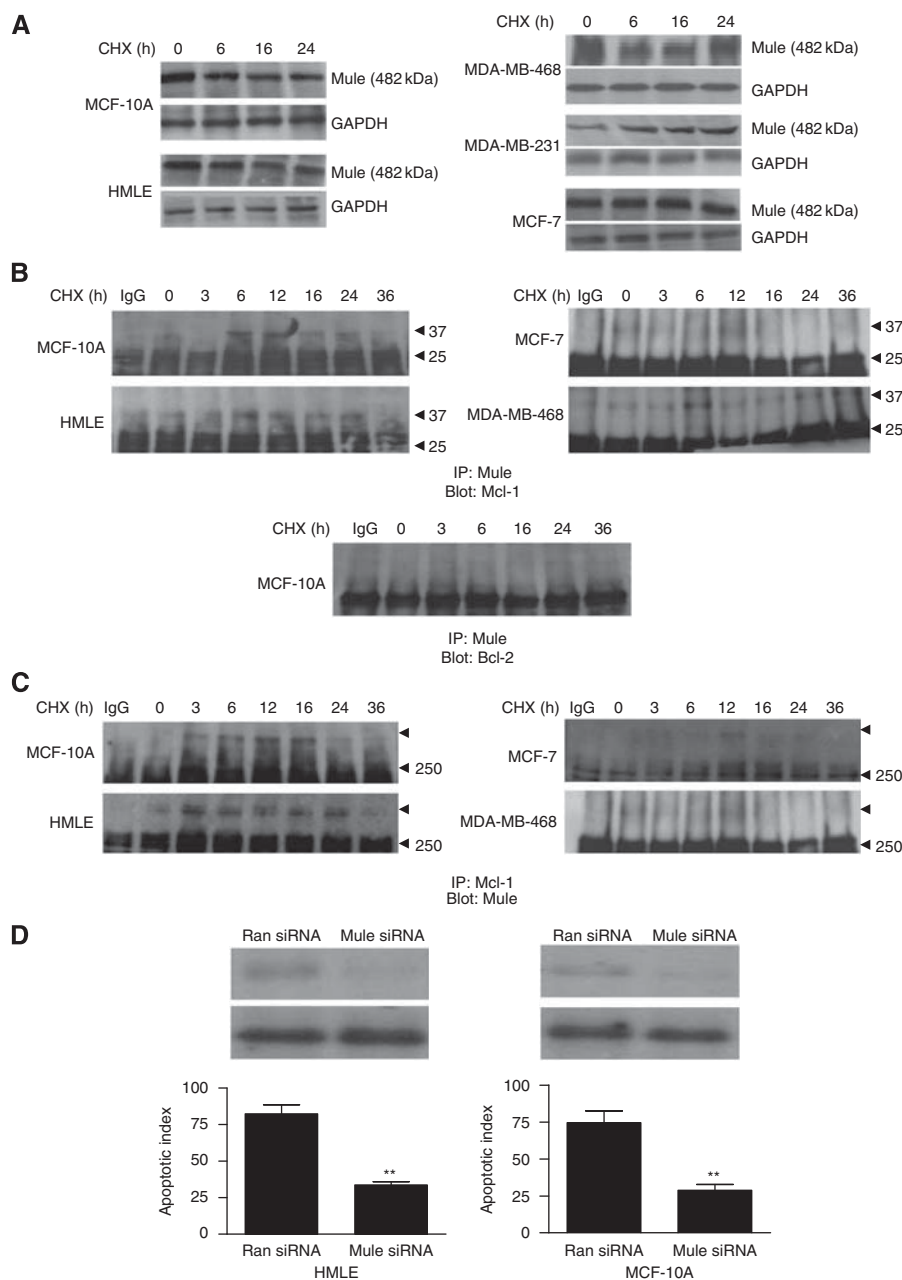 A
CHX (h) 0 6 16 24
MCF-10A
Mule (482 kDa)
GAPDH
HMLE
Mule (482 kDa)
GAPDH
CHX (h) 0 6 16 24
MDA-MB-468
Mule (482 kDa)
GAPDH
MDA-MB-231
Mule (482 kDa)
GAPDH
MCF-7
Mule (482 kDa)
GAPDH
B
CHX (h) IgG 0 3 6 12 16 24 36
MCF-10A
37
25
HMLE
37
25
CHX (h) IgG 0 3 6 12 16 24 36
MCF-7
37
25
MDA-MB-468
37
25
IP: Mule
Blot: Mcl-1
CHX (h) IgG 0 3 6 16 24 36
MCF-10A
IP: Mule
Blot: Bcl-2
C
CHX (h) IgG 0 3 6 12 16 24 36
MCF-10A
250
HMLE
250
CHX (h) IgG 0 3 6 12 16 24 36
MCF-7
250
MDA-MB-468
250
IP: Mcl-1
Blot: Mule
D
Ran siRNA Mule siRNA
Apoptotic index
100
75
50
25
0
**
Ran siRNA Mule siRNA
HMLE
Ran siRNA Mule siRNA
Apoptotic index
100
75
50
25
0
**
Ran siRNA Mule siRNA
MCF-10A